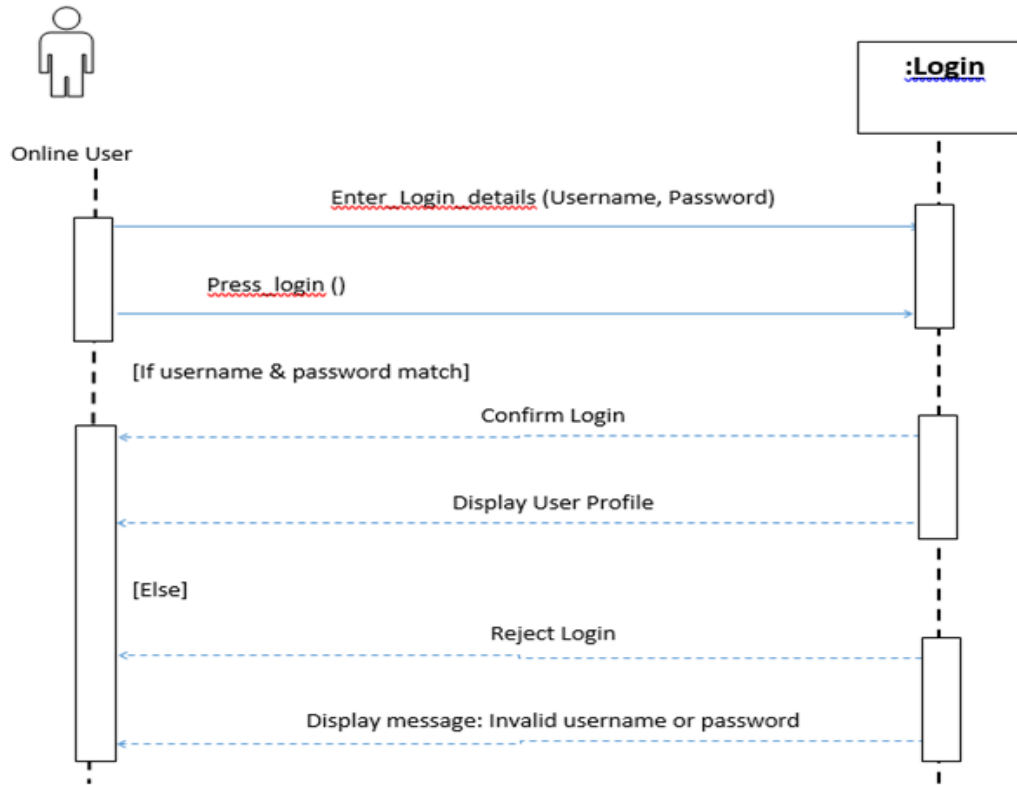 :Login
Online User
Enter_Login_details (Username, Password)
Press_login ()
[If username & password match]
Confirm Login
Display User Profile
[Else]
Reject Login
Display message: Invalid username or password